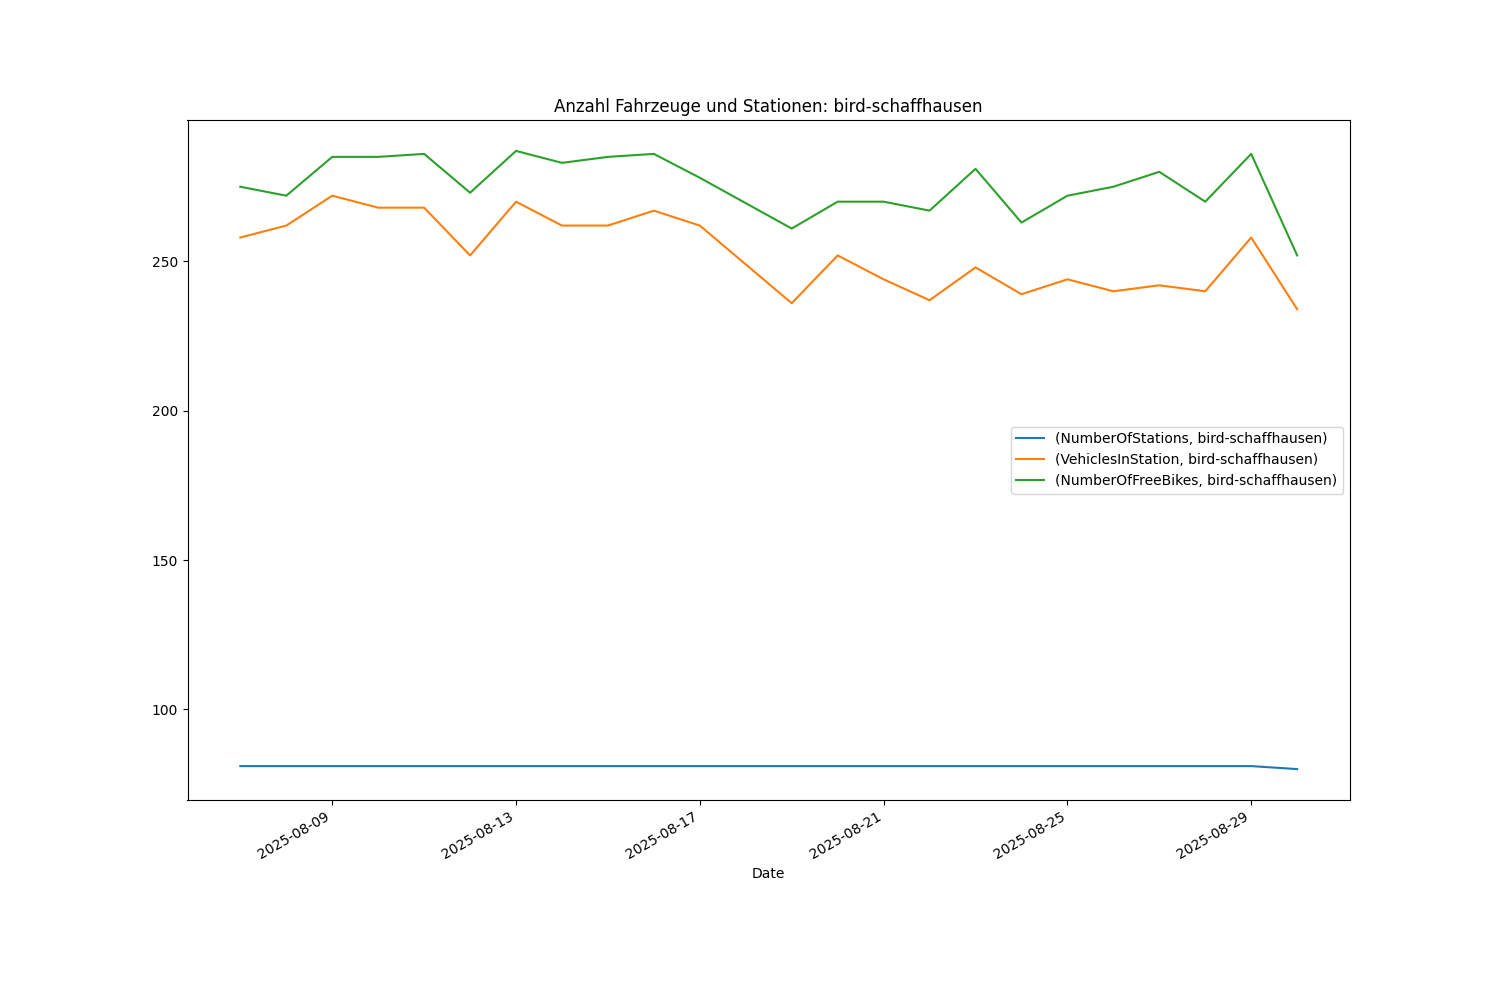 Anzahl Fahrzeuge und Stationen: bird-schaffhausen
250
200
150
100
(NumberOfStations, bird-schaffhausen)
(VehiclesInStation, bird-schaffhausen)
(NumberOfFreeBikes, bird-schaffhausen)
2025-08-09
2025-08-13
2025-08-17
2025-08-21
2025-08-25
2025-08-29
Date